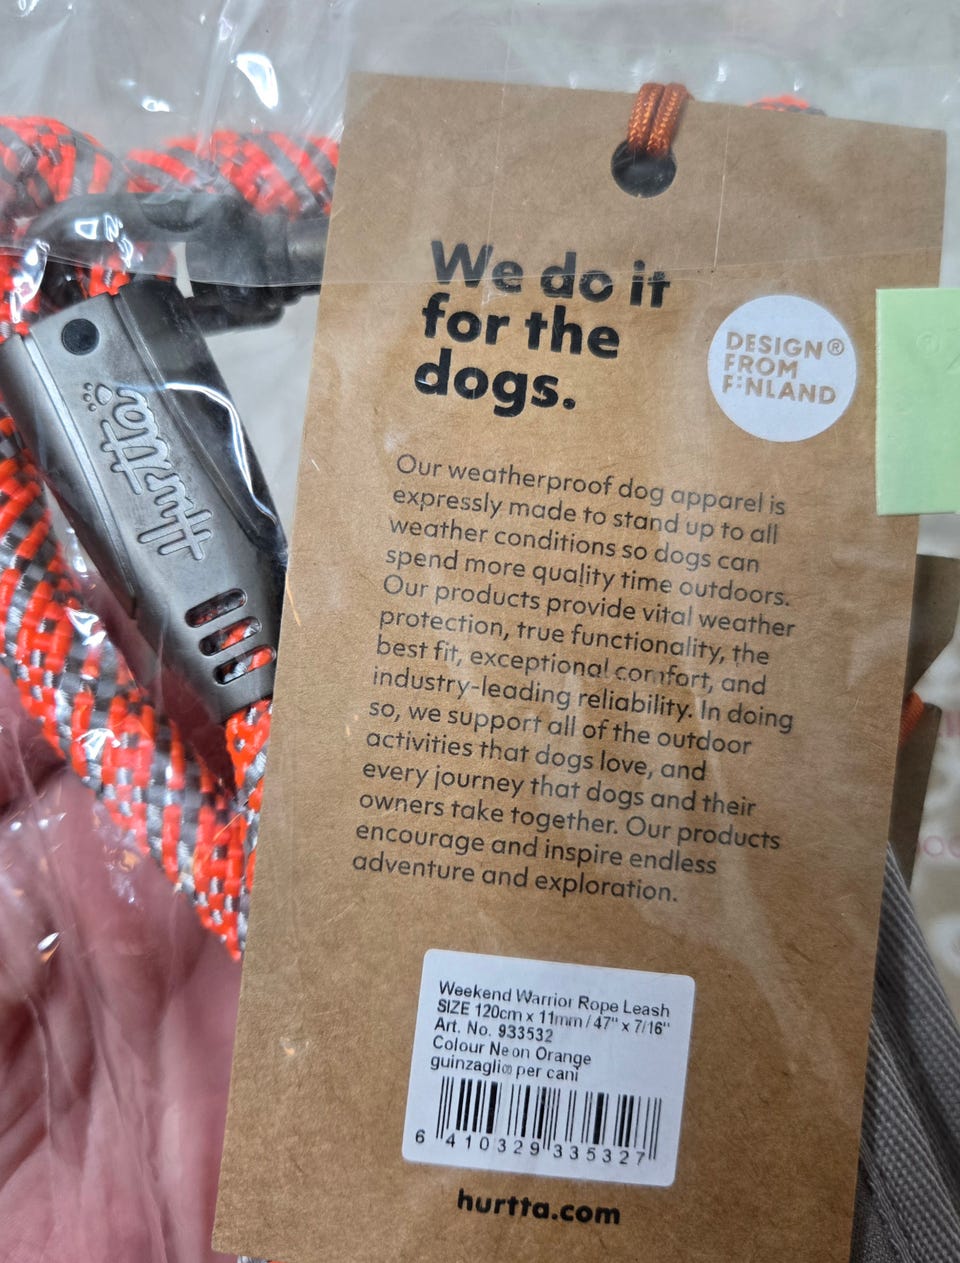 We do it
for the
dogs.
DESIGN®
FROM
FINLAND
Hurtta
Our weatherproof dog apparel is
expressly made to stand up to all
weather conditions so dogs can
spend more quality time outdoors.
Our products provide vital weather
protection, true functionality, the
best fit, exceptional comfort, and
industry-leading reliability. In doing
so, we support all of the outdoor
activities that dogs love, and
every journey that dogs and their
owners take together. Our products
encourage and inspire endless
adventure and exploration.
Weekend Warrior Rope Leash
SIZE 120cm x 11mm / 47" x 7/16"
Art. No. 933532
Colour Neon Orange
guinzaglio per cani
6 410329 335327
hurtta.com